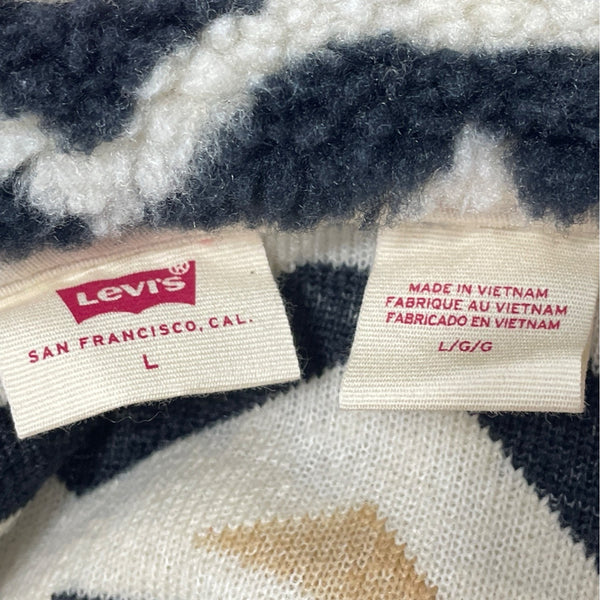 Levi's®
SAN FRANCISCO, CAL.
L
MADE IN VIETNAM
FABRIQUE AU VIETNAM
FABRICADO EN VIETNAM
L/G/G